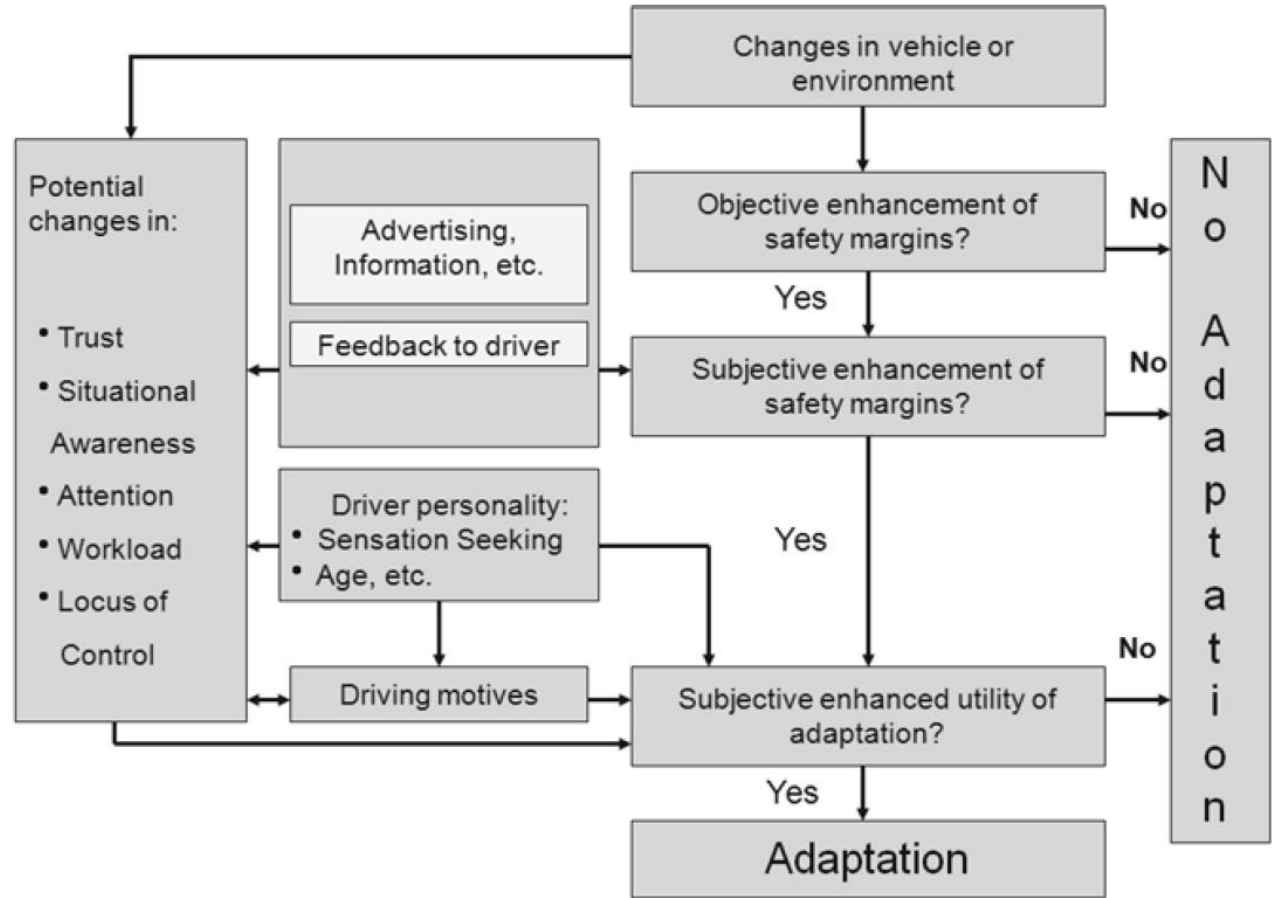 Changes in vehicle or
environment
Potential
changes in:
• Trust
• Situational
Awareness
• Attention
• Workload
• Locus of
Control
Advertising,
Information, etc.
Feedback to driver
Driver personality:
• Sensation Seeking
• Age, etc.
Driving motives
Objective enhancement of
safety margins?
No
Yes
Subjective enhancement of
safety margins?
No
Yes
Subjective enhanced utility of
adaptation?
No
Yes
Adaptation
No Adaptation